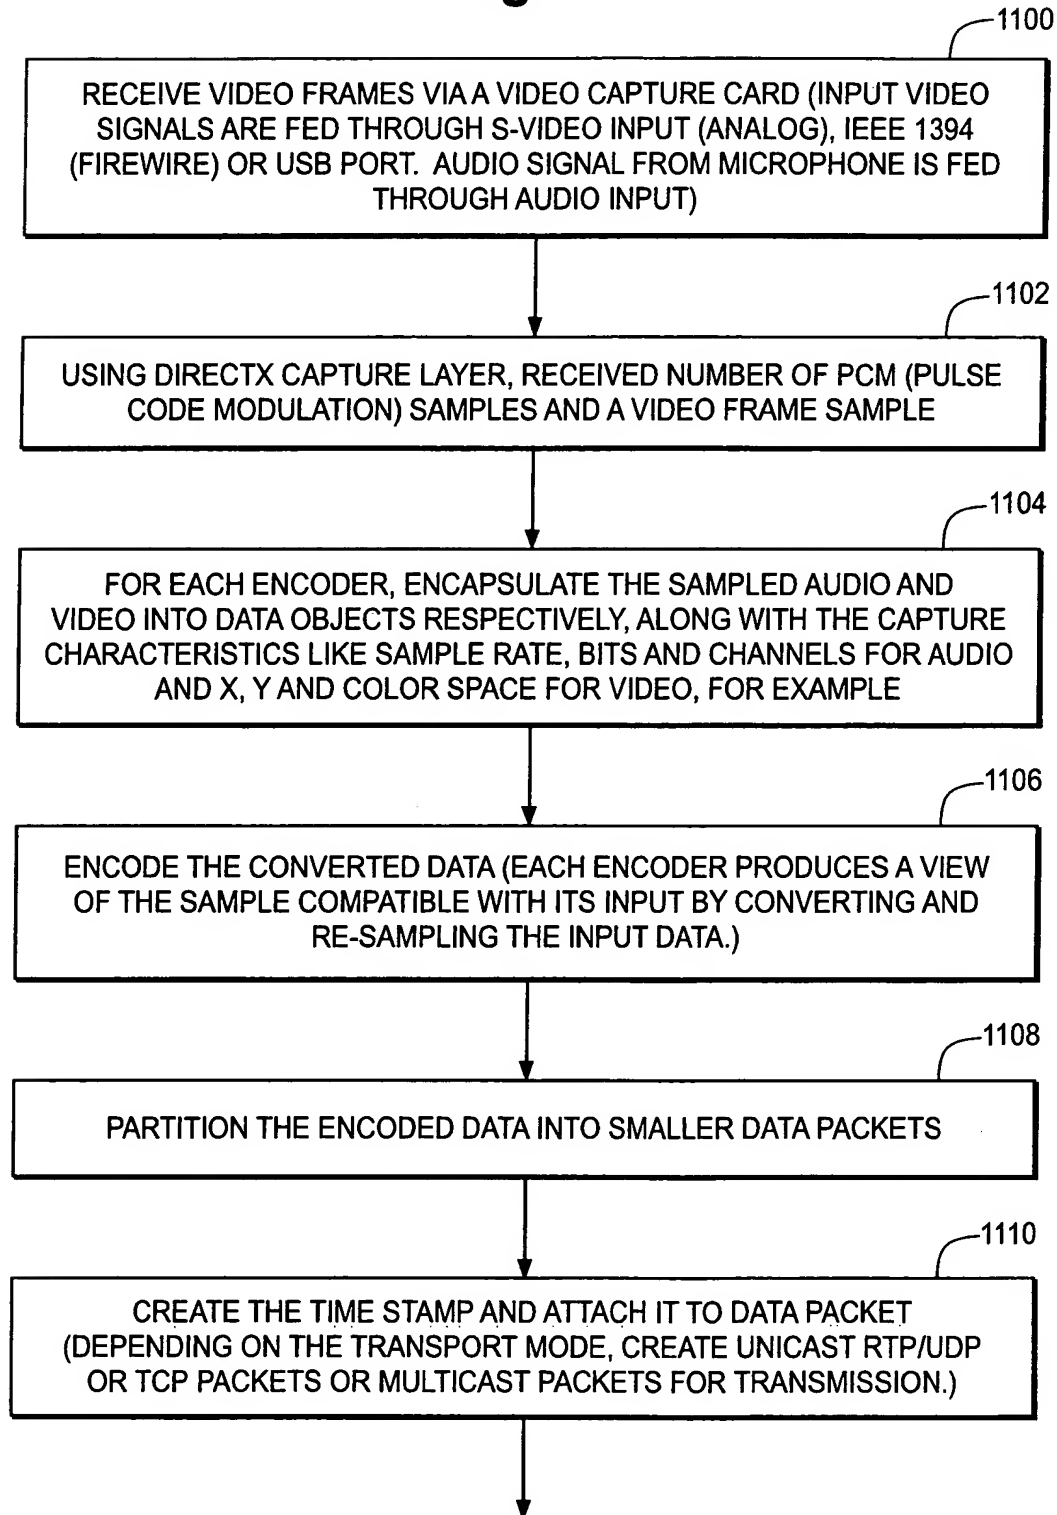 1100
RECEIVE VIDEO FRAMES VIA A VIDEO CAPTURE CARD (INPUT VIDEO
SIGNALS ARE FED THROUGH S-VIDEO INPUT (ANALOG), IEEE 1394
(FIREWIRE) OR USB PORT. AUDIO SIGNAL FROM MICROPHONE IS FED
THROUGH AUDIO INPUT)
1102
USING DIRECTX CAPTURE LAYER, RECEIVED NUMBER OF PCM (PULSE
CODE MODULATION) SAMPLES AND A VIDEO FRAME SAMPLE
1104
FOR EACH ENCODER, ENCAPSULATE THE SAMPLED AUDIO AND
VIDEO INTO DATA OBJECTS RESPECTIVELY, ALONG WITH THE CAPTURE
CHARACTERISTICS LIKE SAMPLE RATE, BITS AND CHANNELS FOR AUDIO
AND X, Y AND COLOR SPACE FOR VIDEO, FOR EXAMPLE
1106
ENCODE THE CONVERTED DATA (EACH ENCODER PRODUCES A VIEW
OF THE SAMPLE COMPATIBLE WITH ITS INPUT BY CONVERTING AND
RE-SAMPLING THE INPUT DATA.)
1108
PARTITION THE ENCODED DATA INTO SMALLER DATA PACKETS
1110
CREATE THE TIME STAMP AND ATTACH IT TO DATA PACKET
(DEPENDING ON THE TRANSPORT MODE, CREATE UNICAST RTP/UDP
OR TCP PACKETS OR MULTICAST PACKETS FOR TRANSMISSION.)